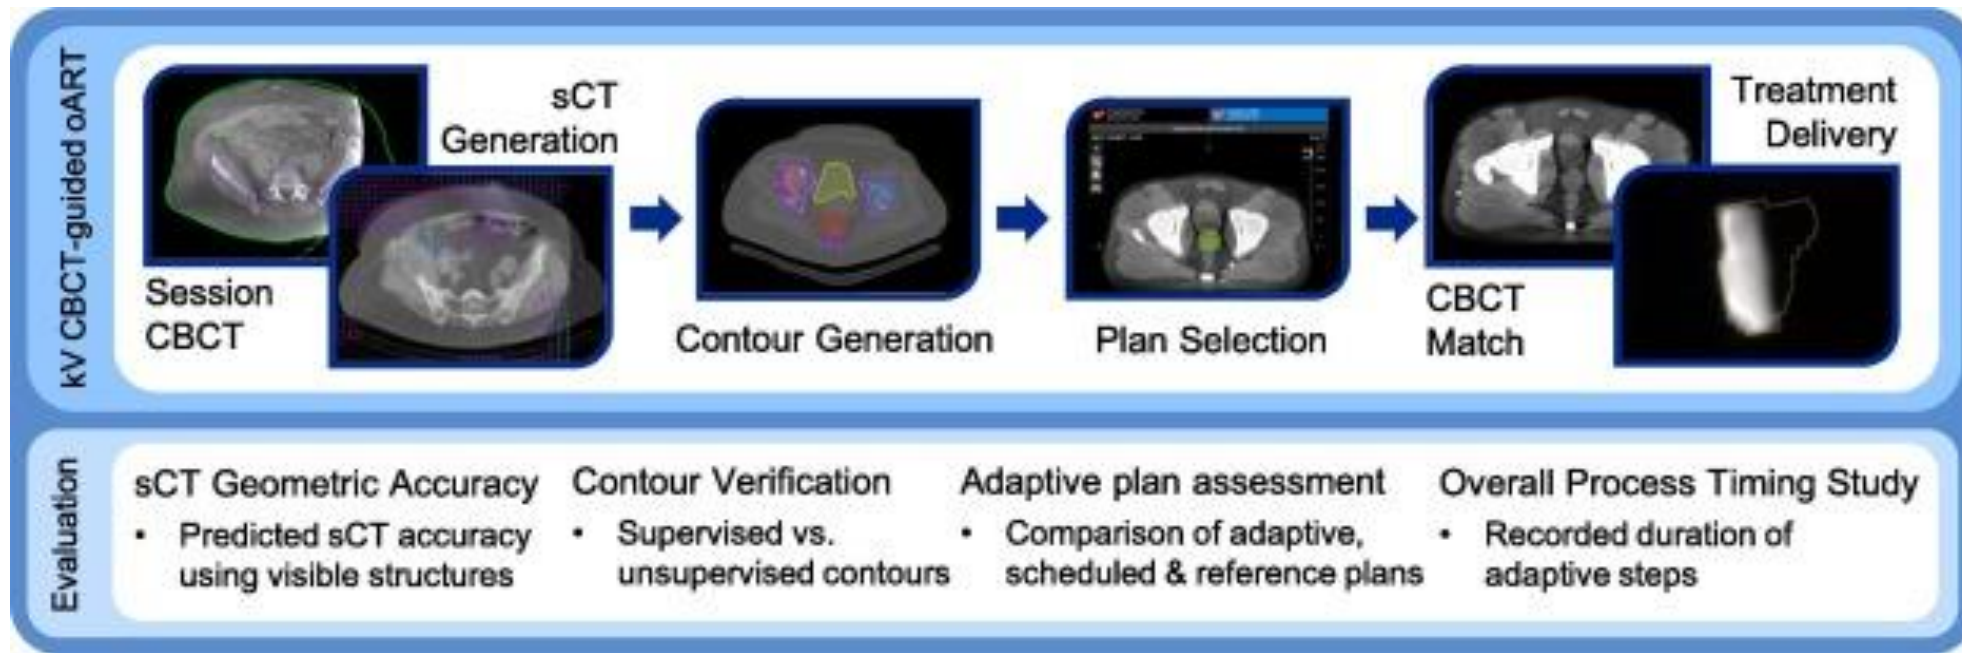 kV CBCT-guided oART
sCT
Generation
Session
CBCT
Contour Generation
Plan Selection
Treatment
Delivery
CBCT
Match
Evaluation
sCT Geometric Accuracy
• Predicted sCT accuracy
using visible structures
Contour Verification
• Supervised vs.
unsupervised contours
Adaptive plan assessment
• Comparison of adaptive,
scheduled & reference plans
Overall Process Timing Study
• Recorded duration of
adaptive steps